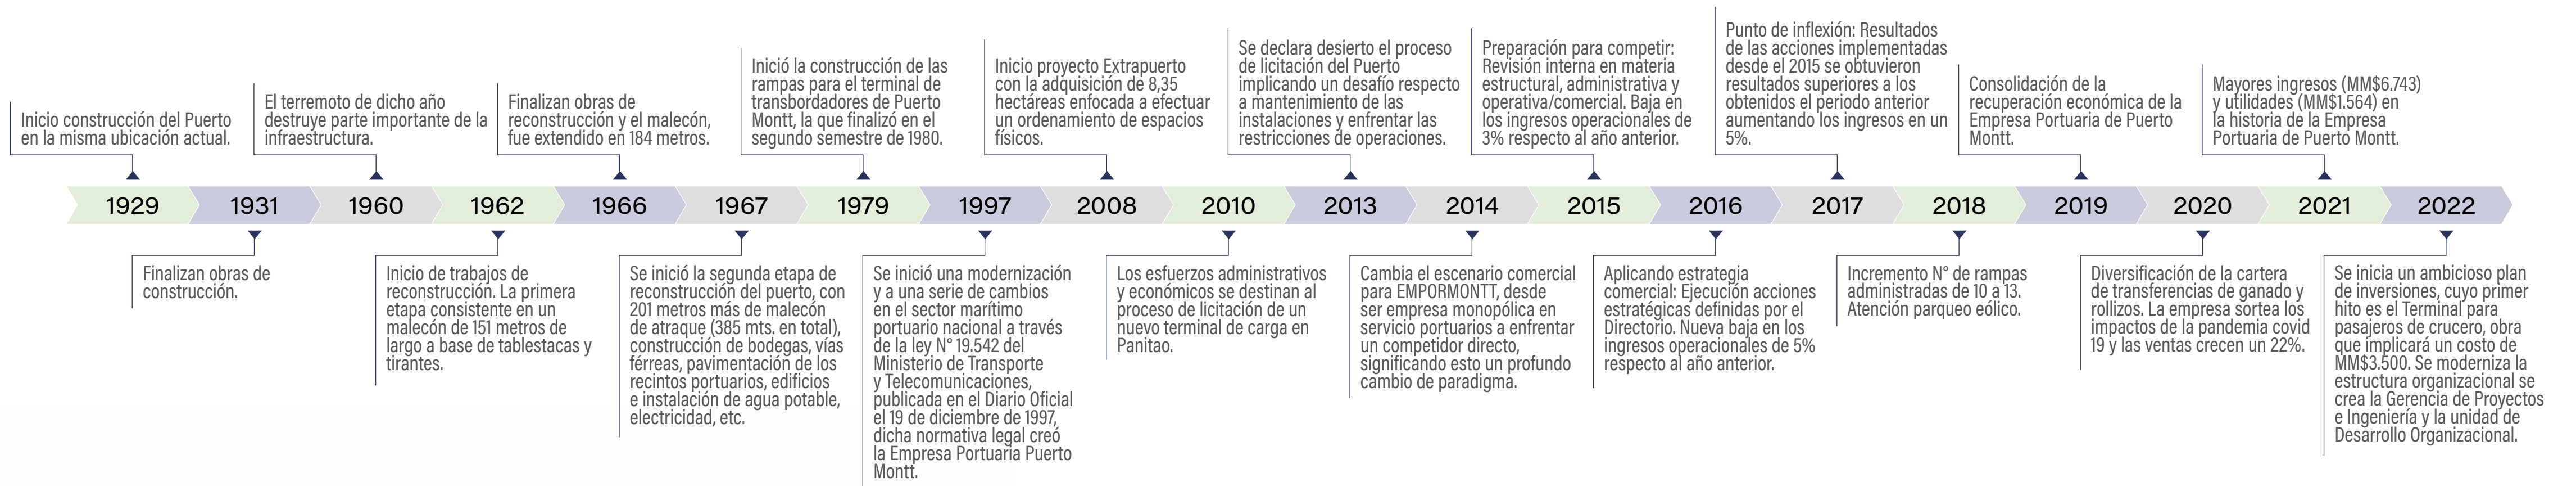 Inicio construcción del Puerto
en la misma ubicación actual.
El terremoto de dicho año
destruye parte importante de la
infraestructura.
Finalizan obras de
reconstrucción y el malecón,
fue extendido en 184 metros.
Inició la construcción de las
rampas para el terminal de
transbordadores de Puerto
Montt, la que finalizó en el
segundo semestre de 1980.
Inicio proyecto Extrapuerto
con la adquisición de 8,35
hectáreas enfocada a efectuar
un ordenamiento de espacios
físicos.
Se declara desierto el proceso
de licitación del Puerto
implicando un desafío respecto
a mantenimiento de las
instalaciones y enfrentar las
restricciones de operaciones.
Preparación para competir:
Revisión interna en materia
estructural, administrativa y
operativa/comercial. Baja en
los ingresos operacionales de
3% respecto al año anterior.
Punto de inflexión: Resultados
de las acciones implementadas
desde el 2015 se obtuvieron
resultados superiores a los
obtenidos el periodo anterior
aumentando los ingresos en un
5%.
Consolidación de la
recuperación económica de la
Empresa Portuaria de Puerto
Montt.
Mayores ingresos (MM$6.743)
y utilidades (MM$1.564) en
la historia de la Empresa
Portuaria de Puerto Montt.
1929 1931 1960 1962 1966 1967 1979 1997 2008 2010 2013 2014 2015 2016 2017 2018 2019 2020 2021 2022
Finalizan obras de
construcción.
Inicio de trabajos de
reconstrucción. La primera
etapa consistente en un
malecón de 151 metros de
largo a base de tablestacas y
tirantes.
Se inició la segunda etapa de
reconstrucción del puerto, con
201 metros más de malecón
de atraque (385 mts. en total),
construcción de bodegas, vías
férreas, pavimentación de los
recintos portuarios, edificios
e instalación de agua potable,
electricidad, etc.
Se inició una modernización
y a una serie de cambios
en el sector marítimo
portuario nacional a través
de la ley N° 19.542 del
Ministerio de Transporte
y Telecomunicaciones,
publicada en el Diario Oficial
el 19 de diciembre de 1997,
dicha normativa legal creó
la Empresa Portuaria Puerto
Montt.
Los esfuerzos administrativos
y económicos se destinan al
proceso de licitación de un
nuevo terminal de carga en
Panitao.
Cambia el escenario comercial
para EMPORMONTT, desde
ser empresa monopólica en
servicio portuarios a enfrentar
un competidor directo,
significando esto un profundo
cambio de paradigma.
Aplicando estrategia
comercial: Ejecución acciones
estratégicas definidas por el
Directorio. Nueva baja en los
ingresos operacionales de 5%
respecto al año anterior.
Incremento N° de rampas
administradas de 10 a 13.
Atención parqueo eólico.
Diversificación de la cartera
de transferencias de ganado y
rollizos. La empresa sortea los
impactos de la pandemia covid
19 y las ventas crecen un 22%.
Se inicia un ambicioso plan
de inversiones, cuyo primer
hito es el Terminal para
pasajeros de crucero, obra
que implicará un costo de
MM$3.500. Se moderniza la
estructura organizacional se
crea la Gerencia de Proyectos
e Ingeniería y la unidad de
Desarrollo Organizacional.